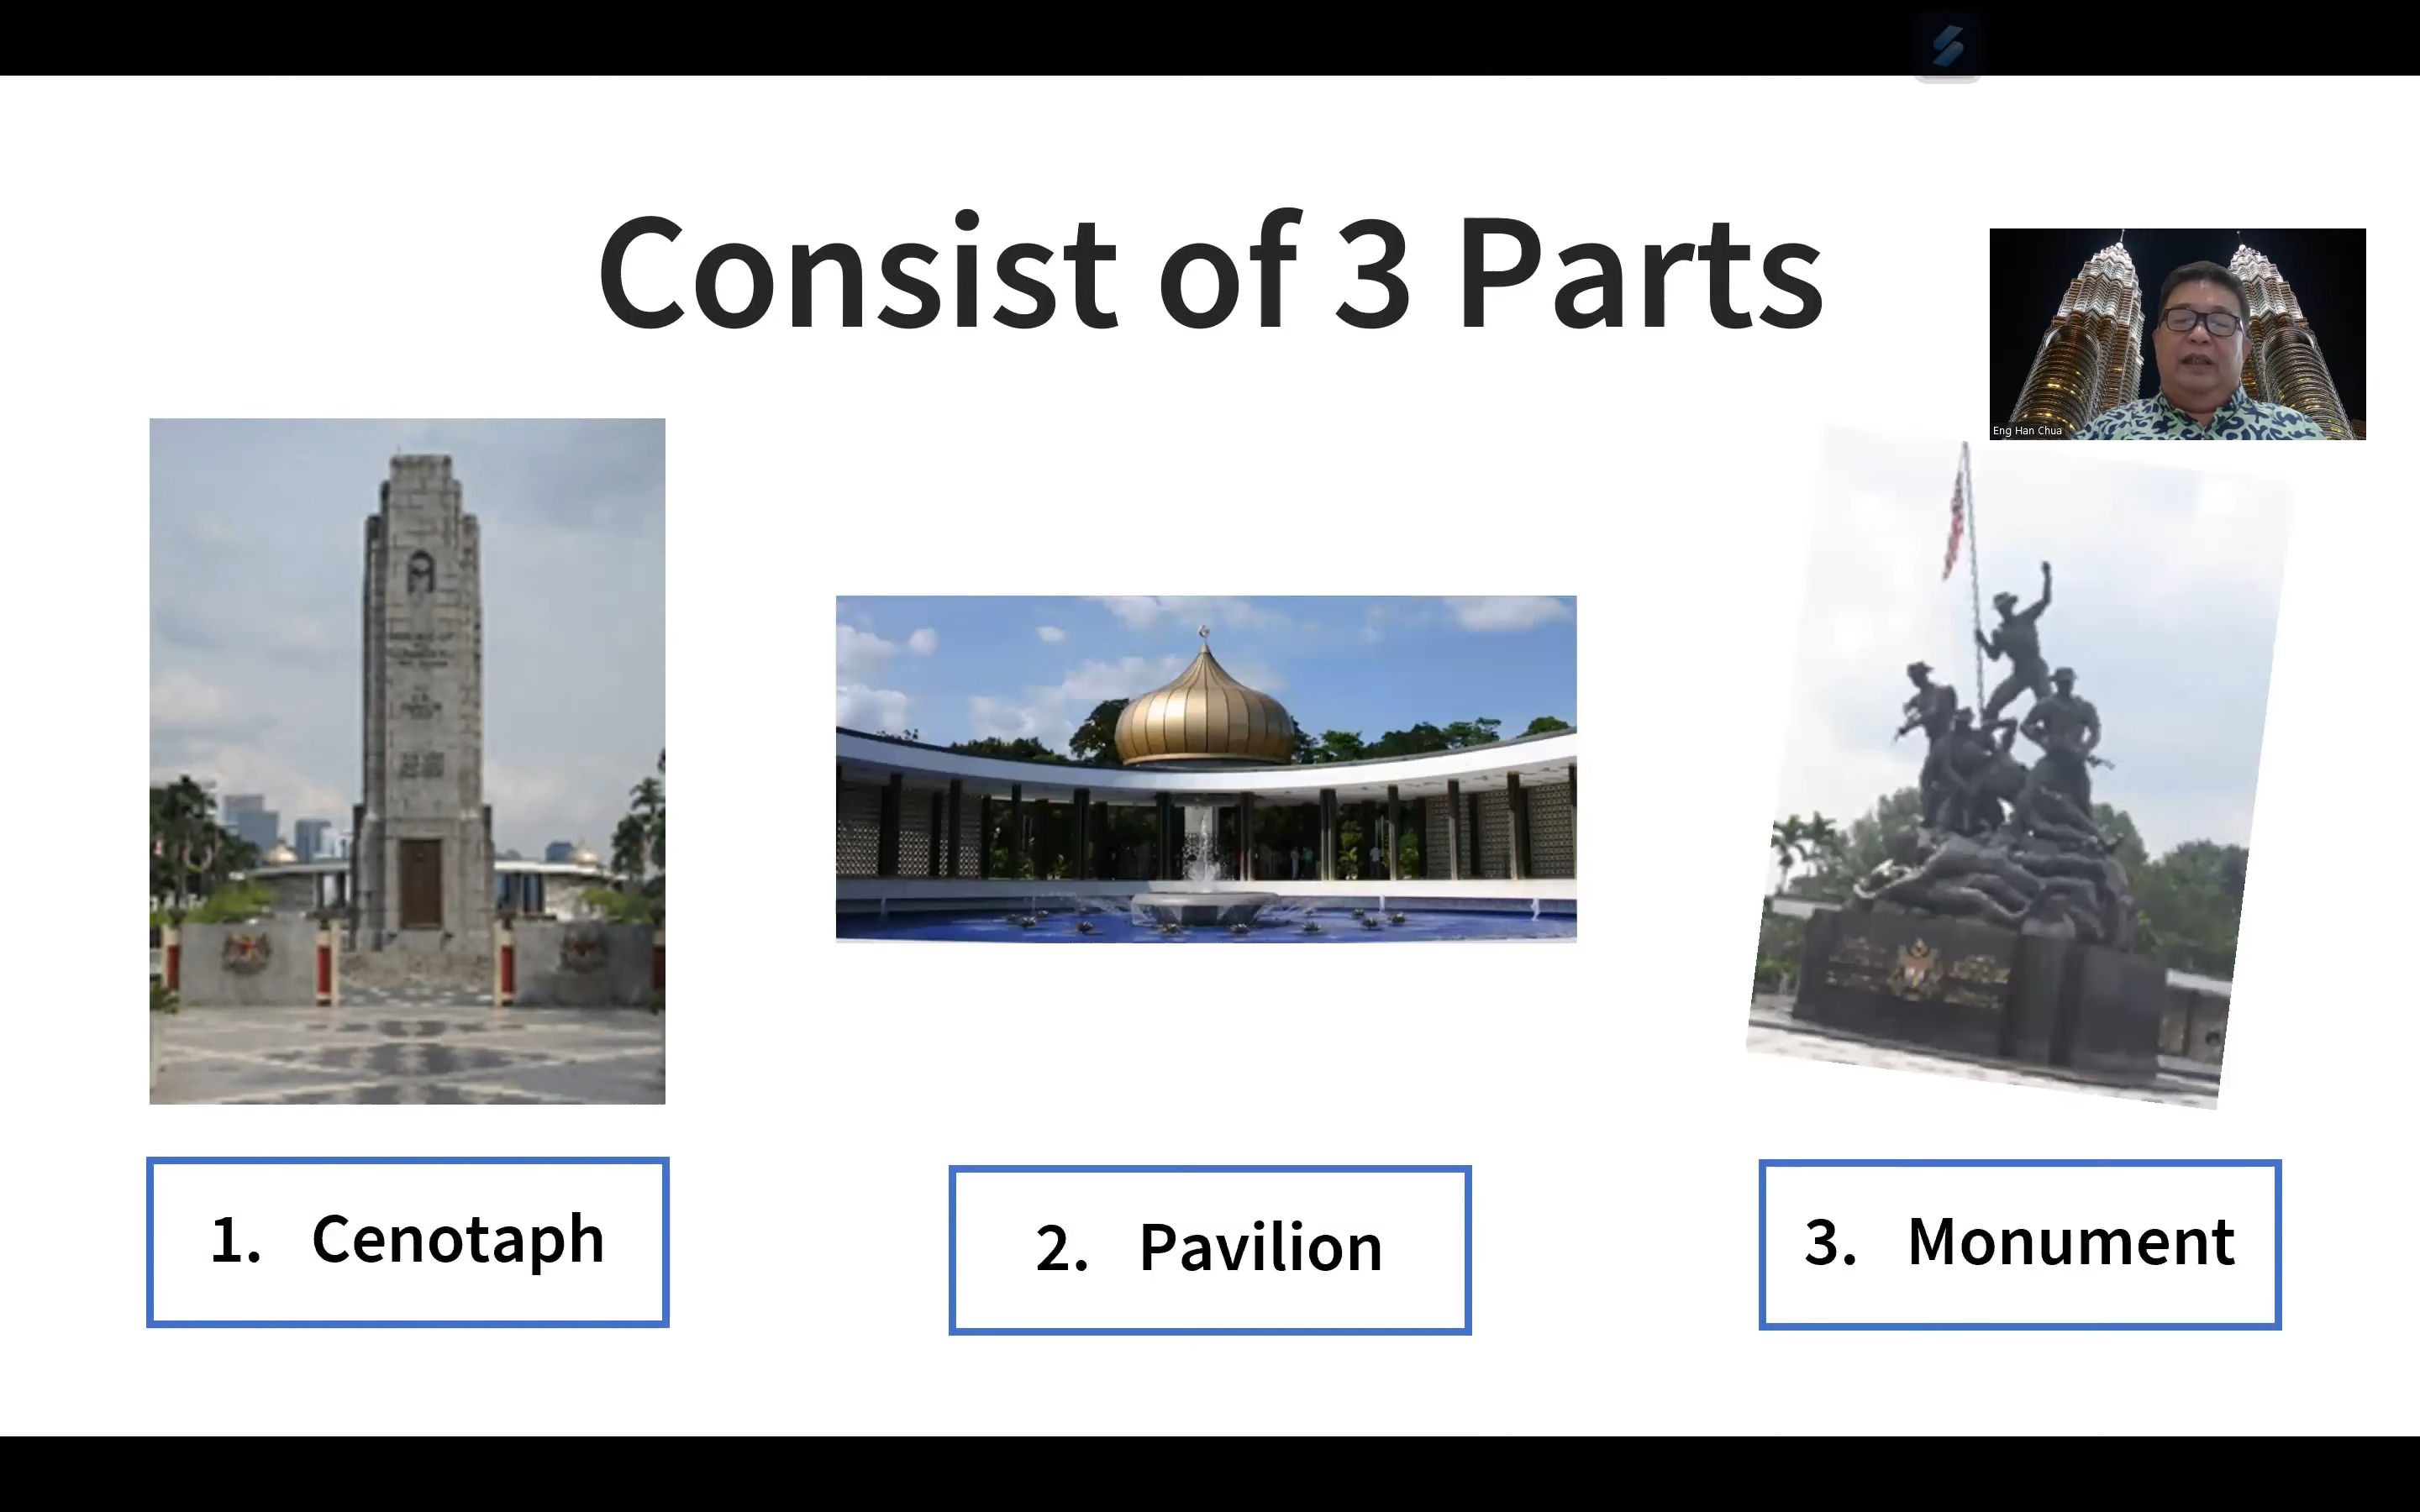 Consist of 3 Parts
Eng Han Chua
1. Cenotaph
2. Pavilion
3. Monument